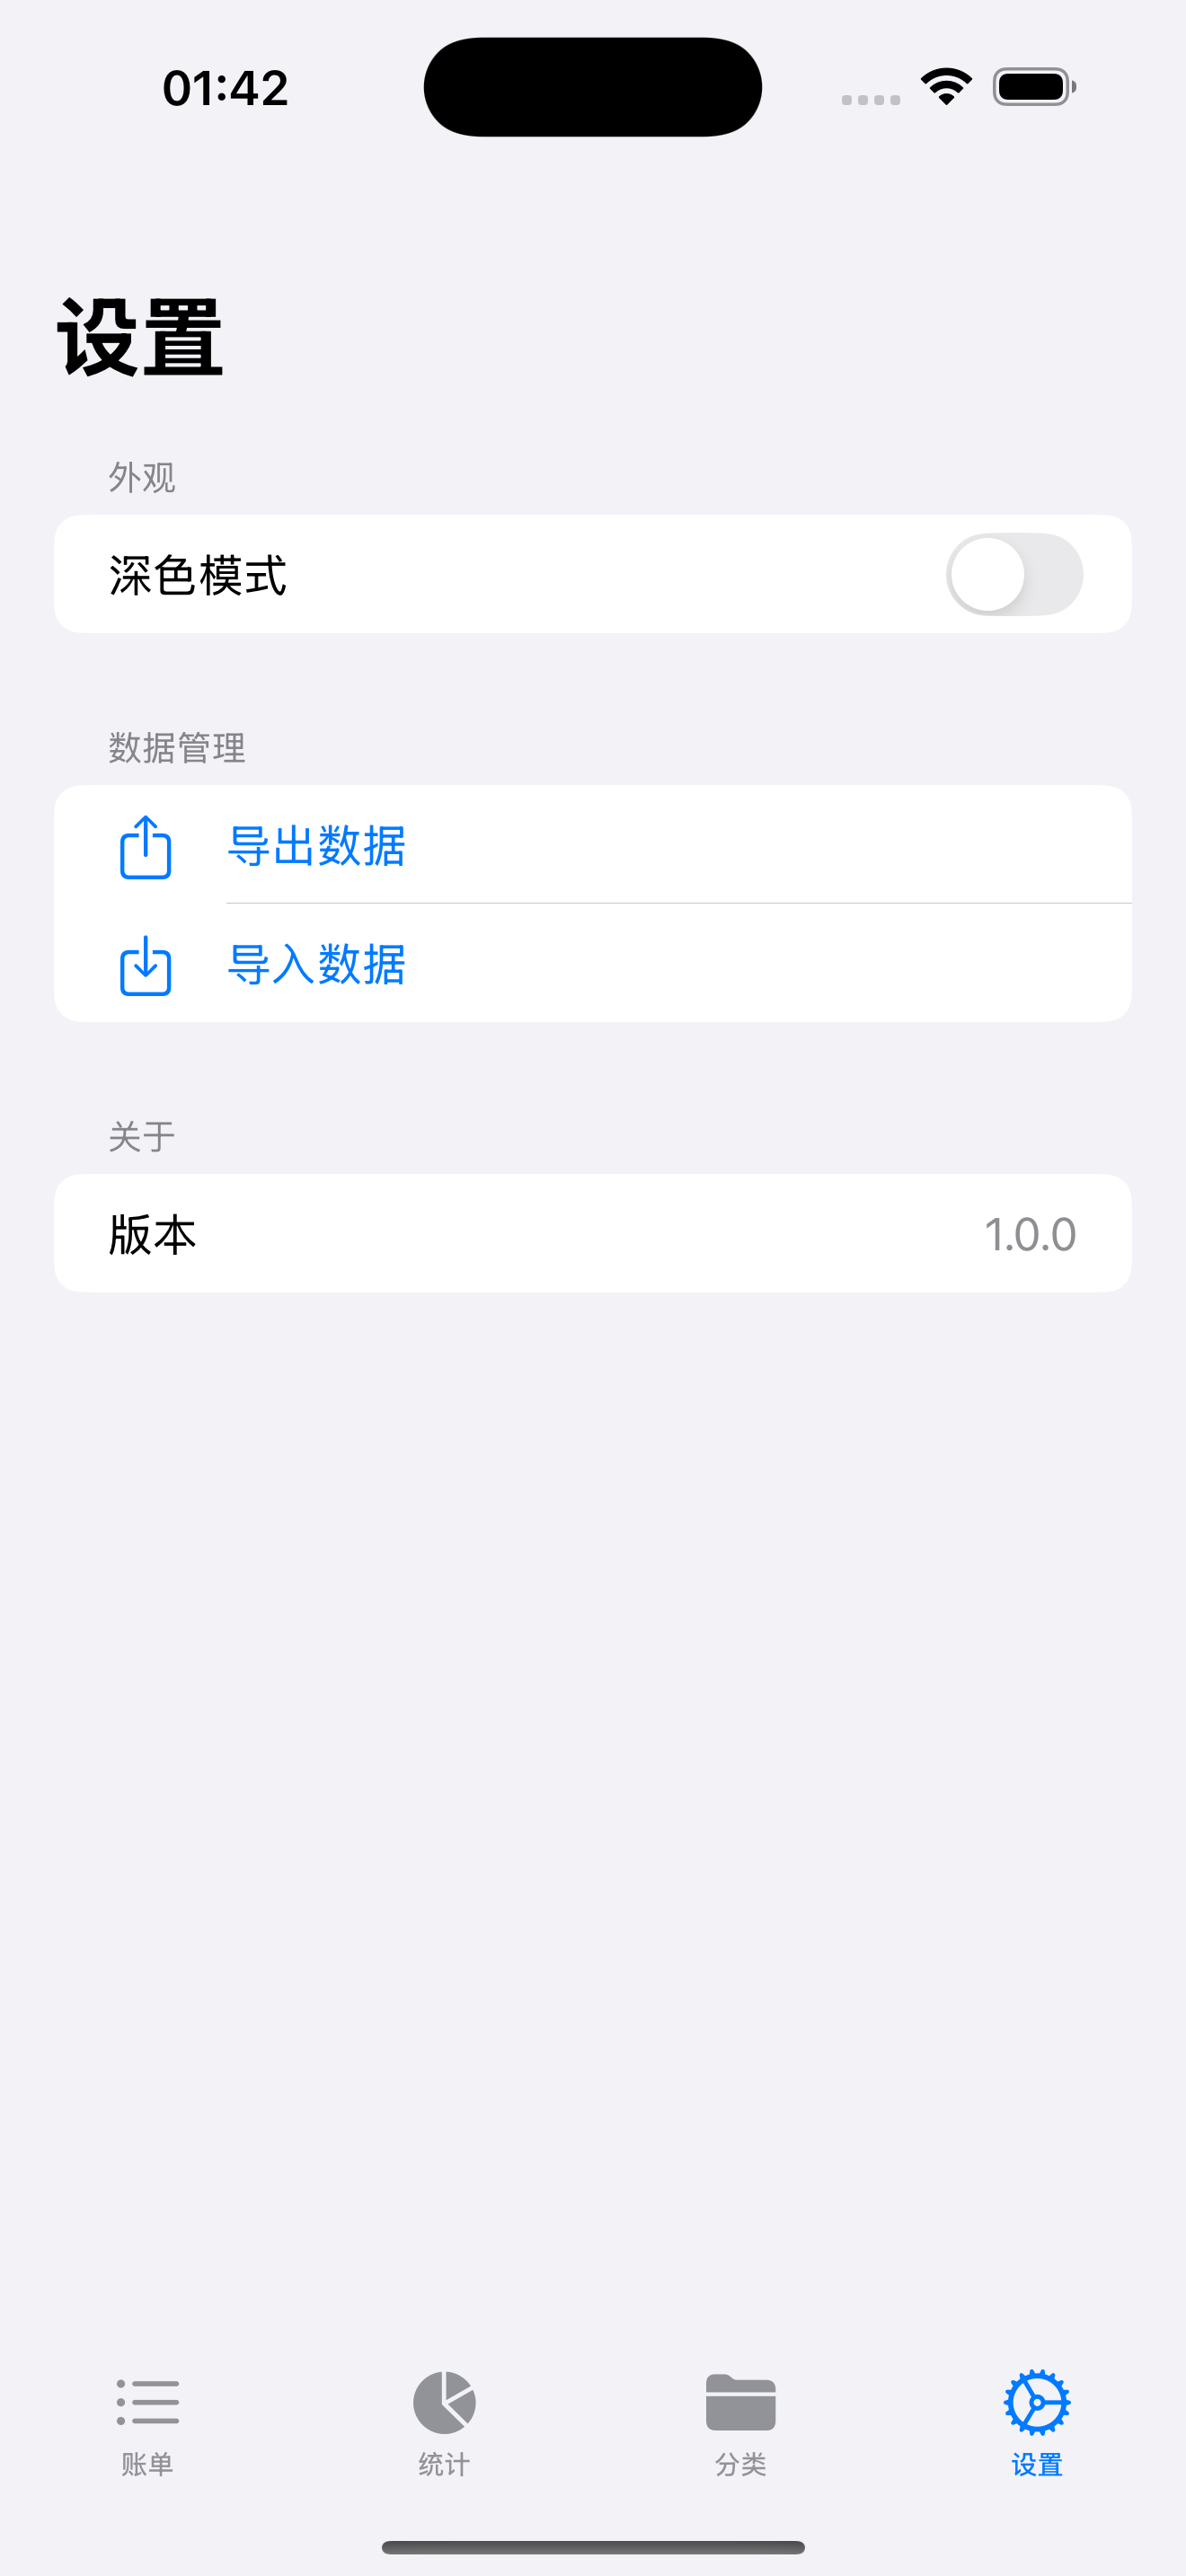 01:42
设置
外观
深色模式
数据管理
导出数据
导入数据
关于
版本 1.0.0
账单 统计 分类 设置